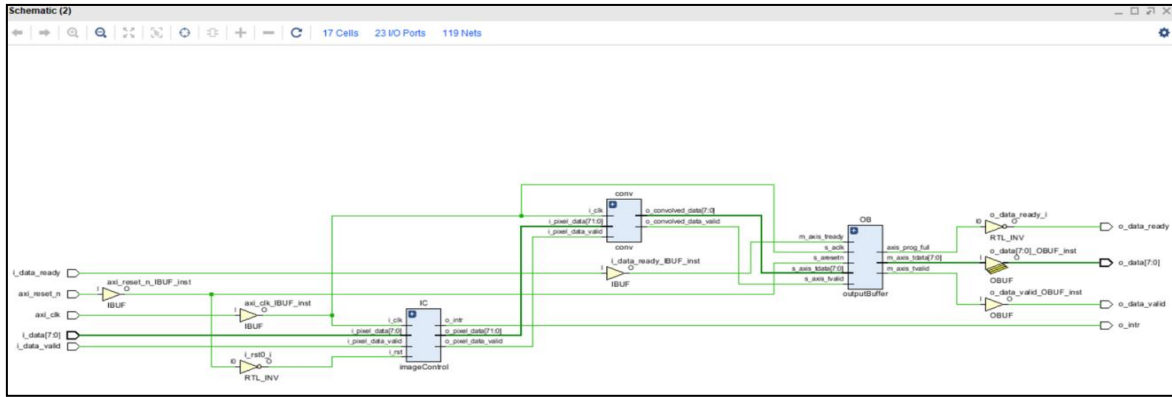 Schematic (2)
17 Cells 23 I/O Ports 119 Nets
conv
i_clk o_convolved_data[7:0]
i_pixel_data[71:0] o_convolved_data_valid
i_pixel_data_valid
conv
OB
m_axis_tready
s_aclk axis_prog_full
s_aresetn m_axis_tdata[7:0]
s_axis_tdata[7:0] m_axis_tvalid
s_axis_tvalid
outputBuffer
o_data_ready_i
I0 O
RTL_INV
o_data_ready
o_data[7:0]_OBUF_inst
I O
OBUF
o_data[7:0]
o_data_valid_OBUF_inst
I O
OBUF
o_data_valid
o_intr
i_data_ready
i_data_ready_IBUF_inst
I O
IBUF
axi_reset_n
axi_reset_n_IBUF_inst
I O
IBUF
axi_clk
axi_clk_IBUF_inst
I O
IBUF
i_data[7:0]
i_data_valid
i_rst0_i
I0 O
RTL_INV
IC
i_clk o_intr
i_pixel_data[7:0] o_pixel_data[71:0]
i_pixel_data_valid o_pixel_data_valid
i_rst
imageControl